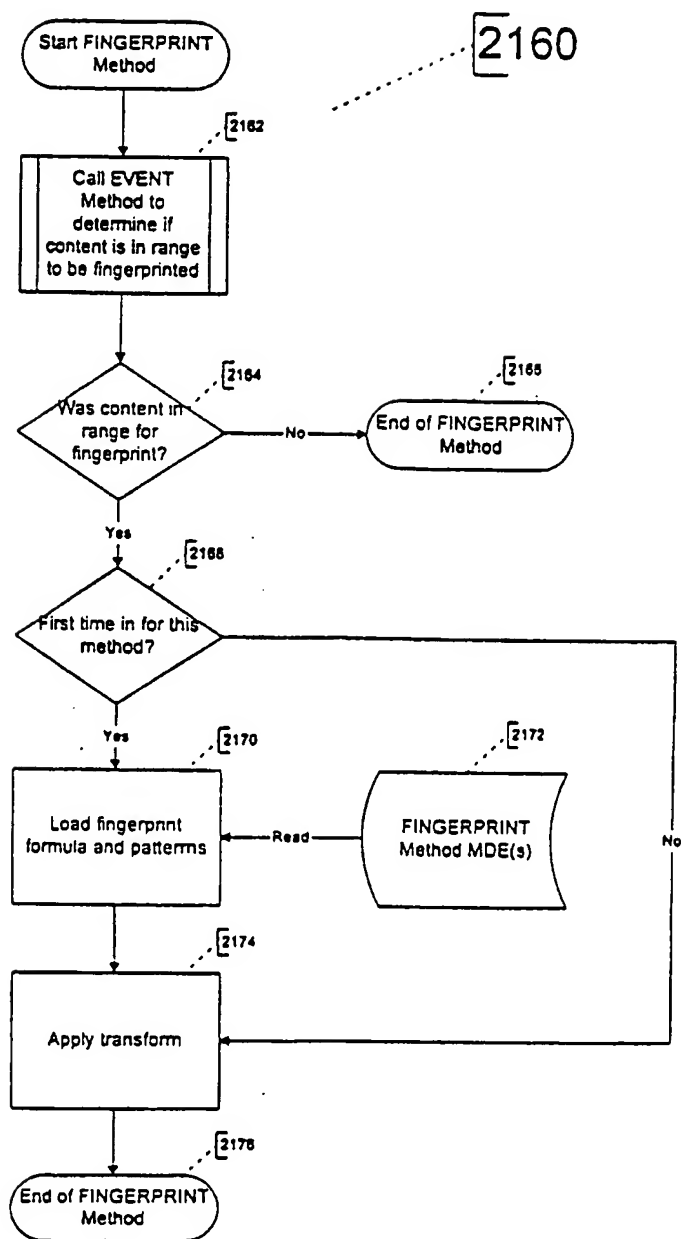 Start FINGERPRINT
Method
2160
2162
Call EVENT
Method to
determine if
content is in range
to be fingerprinted
2164
Was content in
range for
fingerprint?
No
2166
End of FINGERPRINT
Method
Yes
2168
First time in for this
method?
Yes
2170
Load fingerprint
formula and patterms
Read
2172
FINGERPRINT
Method MDE(s)
No
2174
Apply transform
2176
End of FINGERPRINT
Method